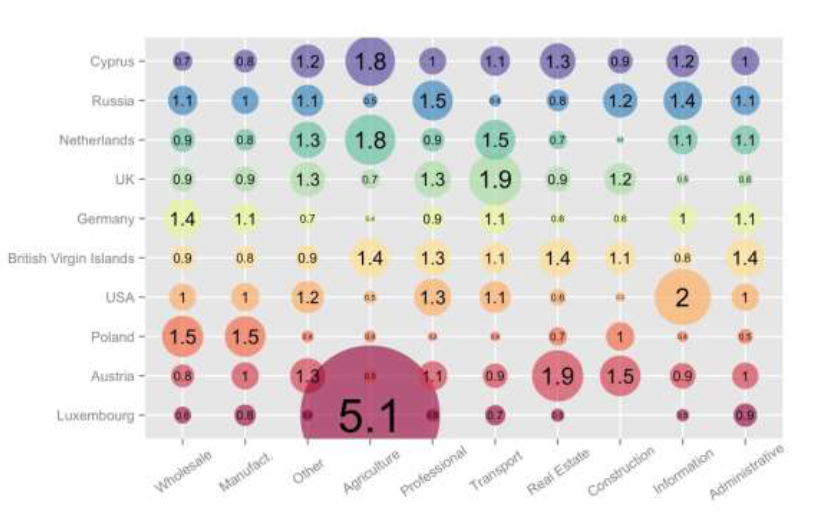 Cyprus 0.7 0.8 1.2 1.8 1 1.1 1.3 0.9 1.2 1
Russia 1.1 1 1.1 0.5 1.5 0.4 0.8 1.2 1.4 1.1
Netherlands 0.9 0.8 1.3 1.8 0.9 1.5 0.7 1.1 1.1
UK 0.9 0.9 1.3 0.7 1.3 1.9 0.9 1.2 0.5 0.6
Germany 1.4 1.1 0.7 0.9 1.1 0.6 0.6 1 1.1
British Virgin Islands 0.9 0.8 0.9 1.4 1.3 1.1 1.4 1.1 0.8 1.4
USA 1 1 1.2 0.5 1.3 1.1 0.6 2 1
Poland 1.5 1.5 0.7 1 0.5
Austria 0.8 1 1.3 1.1 0.9 1.9 1.5 0.9 1
Luxembourg 0.6 0.8 5.1 0.7 0.9
Wholesale
Manufact.
Other
Agriculture
Professional
Transport
Real Estate
Construction
Information
Administrative